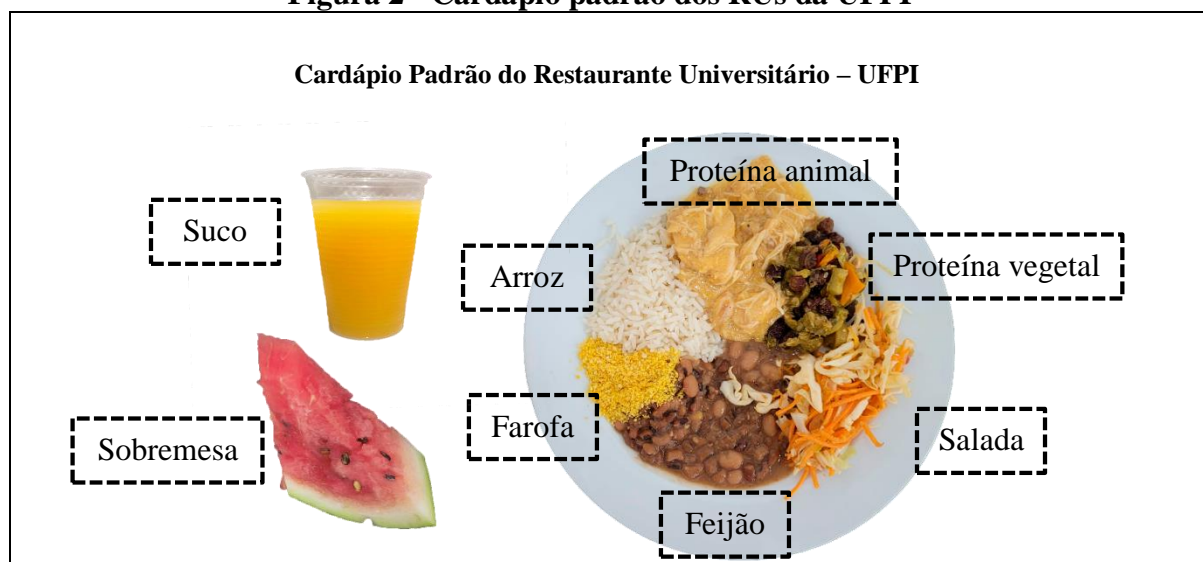 Figura 2 - Cardápio padrão dos RUs da UFPI
Cardápio Padrão do Restaurante Universitário – UFPI
Proteína animal
Suco
Arroz
Proteína vegetal
Farofa
Sobremesa
Salada
Feijão